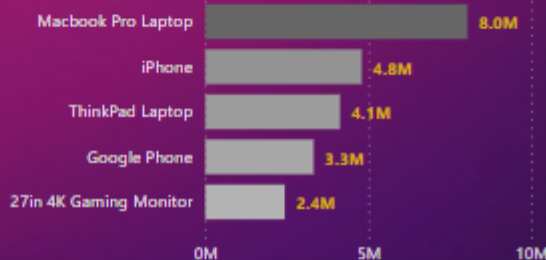 Macbook Pro Laptop 8.0M
iPhone 4.8M
ThinkPad Laptop 4.1M
Google Phone 3.3M
27in 4K Gaming Monitor 2.4M
0M 5M 10M